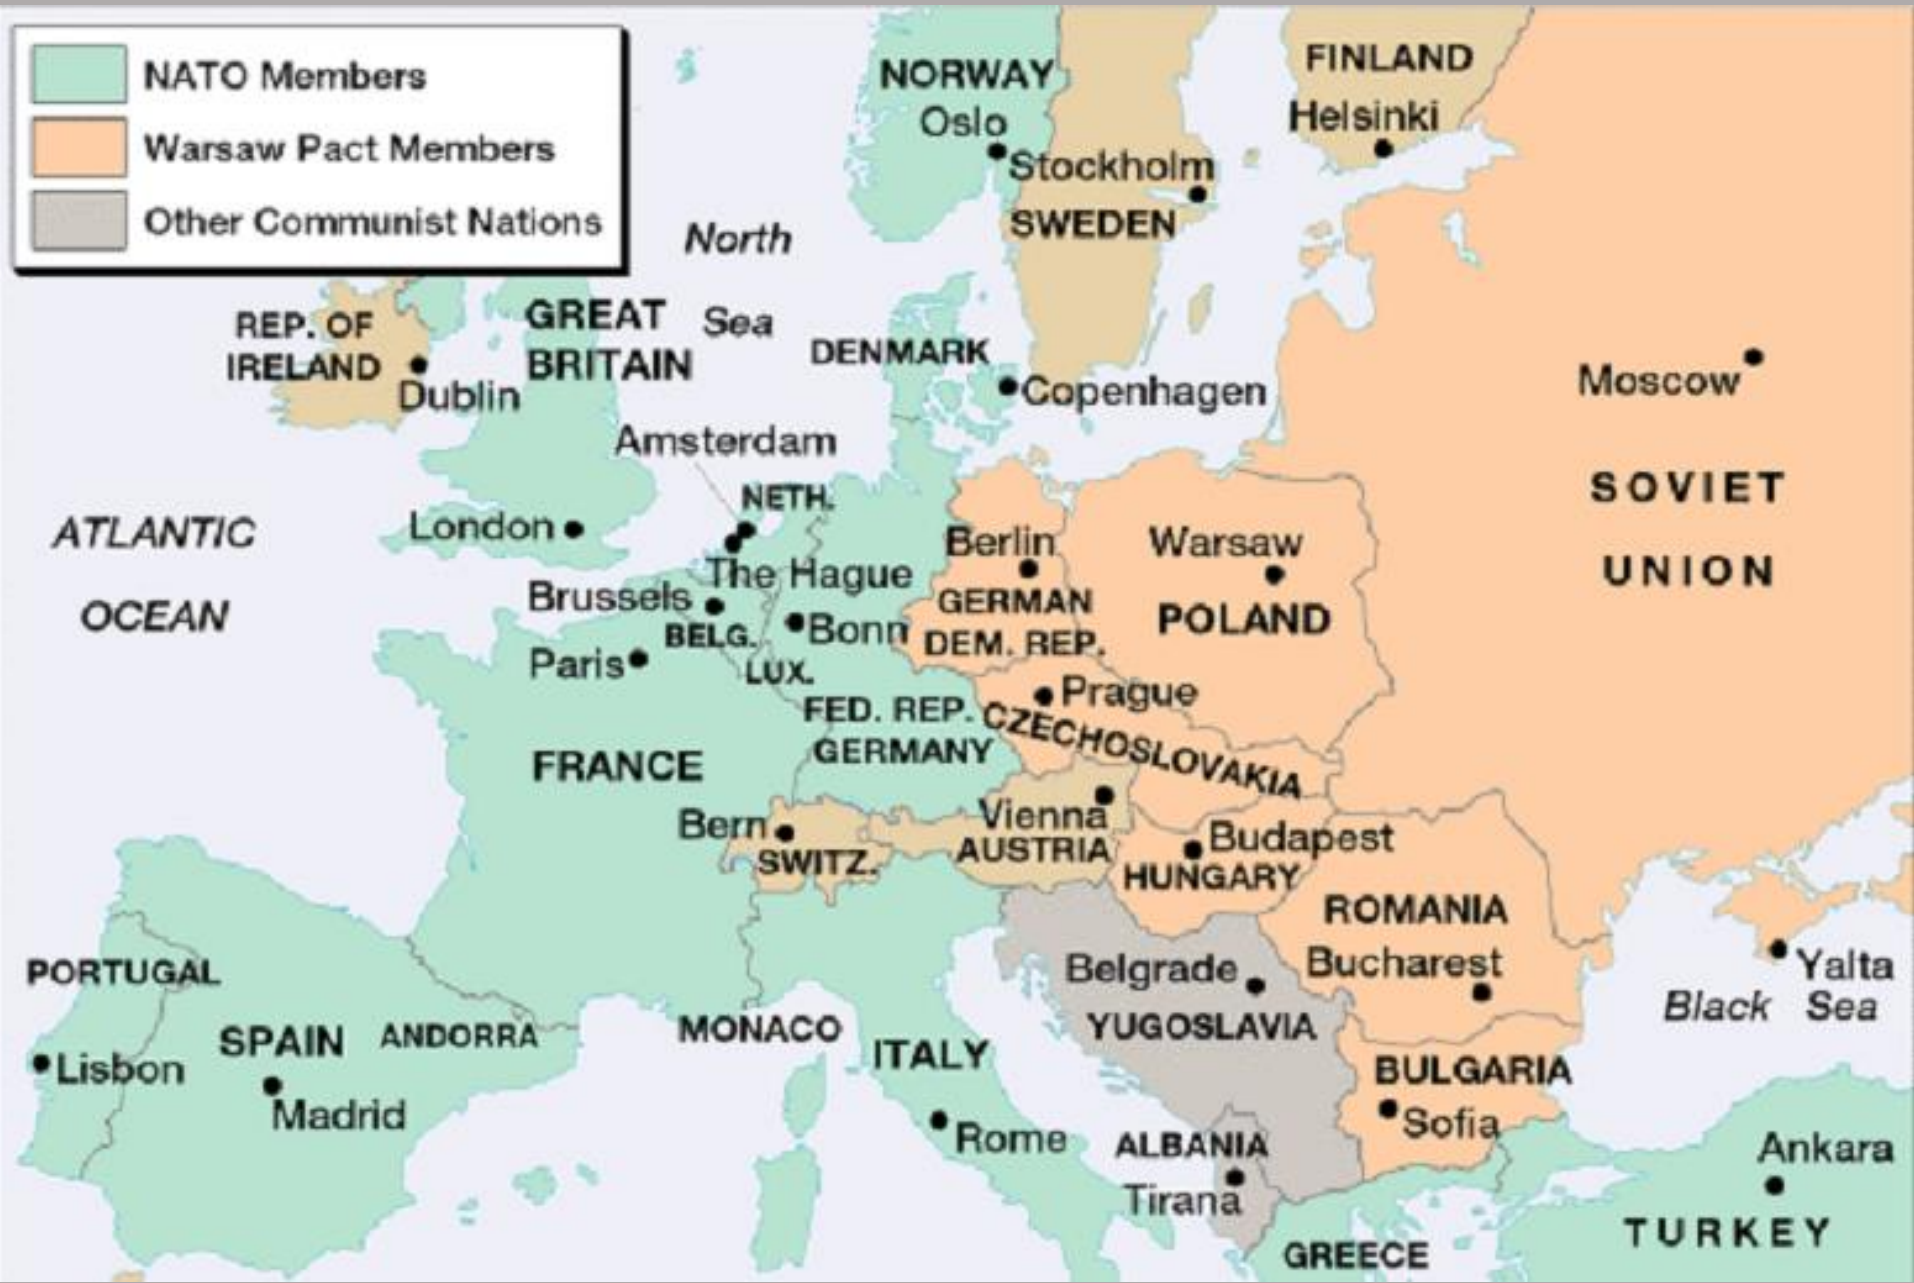 NATO Members
Warsaw Pact Members
Other Communist Nations
NORWAY
Oslo
FINLAND
Helsinki
Stockholm
SWEDEN
North
Sea
REP. OF
IRELAND
Dublin
GREAT
BRITAIN
DENMARK
Copenhagen
Moscow
SOVIET
UNION
Amsterdam
NETH.
ATLANTIC
OCEAN
London
The Hague
Berlin
GERMAN
DEM. REP.
Warsaw
POLAND
Brussels
BELG.
Bonn
Paris
LUX.
FED. REP.
GERMANY
Prague
CZECHOSLOVAKIA
FRANCE
Bern
SWITZ.
Vienna
AUSTRIA
Budapest
HUNGARY
ROMANIA
Bucharest
Belgrade
YUGOSLAVIA
Yalta
Black Sea
PORTUGAL
Lisbon
SPAIN
Madrid
ANDORRA
MONACO
ITALY
Rome
BULGARIA
Sofia
ALBANIA
Tirana
GREECE
Ankara
TURKEY